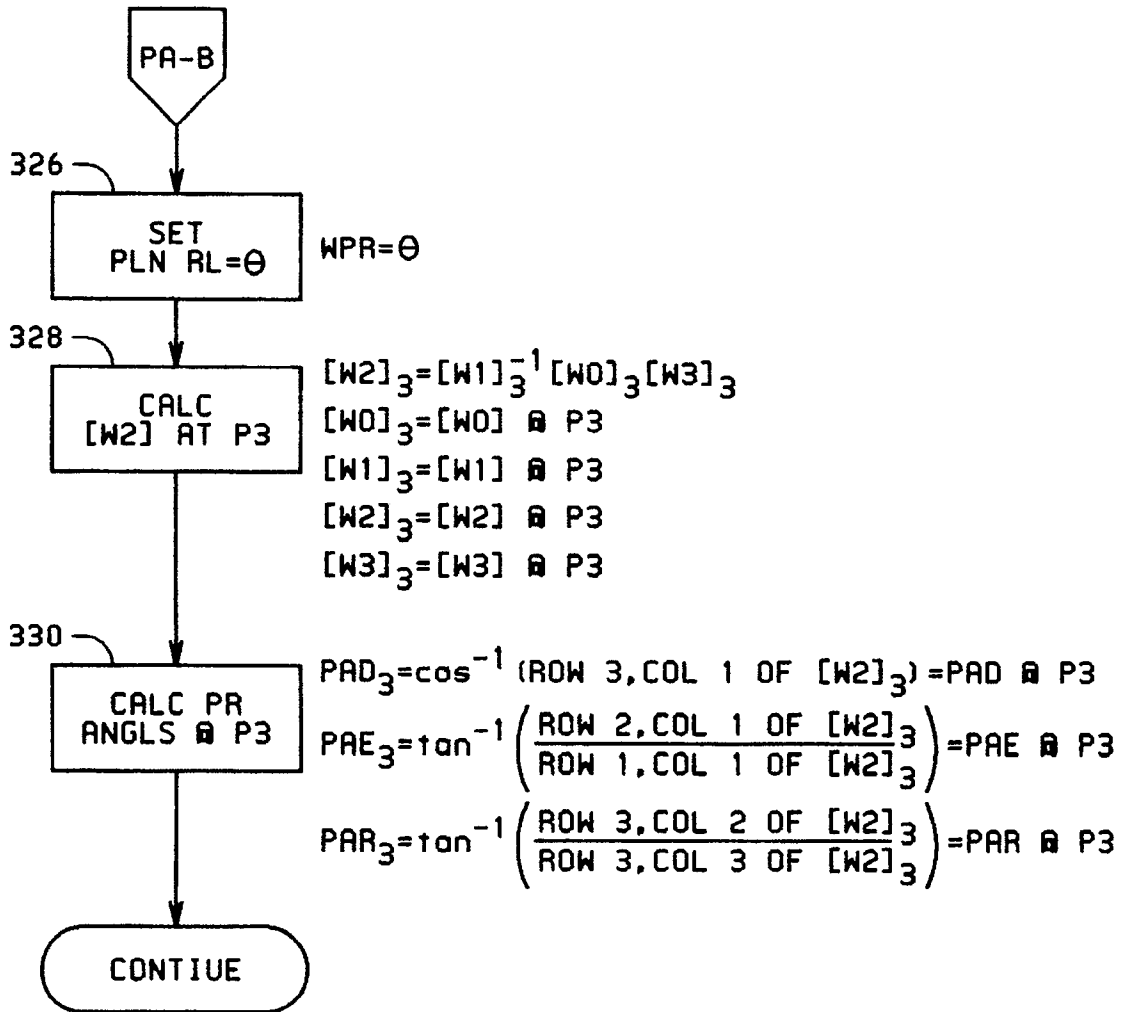 PA-B
326
SET
PLN RL=θ
WPR=θ
328
CALC
[W2] AT P3
[W2]₃=[W1]₃⁻¹[W0]₃[W3]₃
[W0]₃=[W0] @ P3
[W1]₃=[W1] @ P3
[W2]₃=[W2] @ P3
[W3]₃=[W3] @ P3
330
CALC PR
ANGLS @ P3
PAD₃=cos⁻¹(ROW 3,COL 1 OF [W2]₃)=PAD @ P3
PAE₃=tan⁻¹(ROW 2,COL 1 OF [W2]₃/ROW 1,COL 1 OF [W2]₃)=PAE @ P3
PAR₃=tan⁻¹(ROW 3,COL 2 OF [W2]₃/ROW 3,COL 3 OF [W2]₃)=PAR @ P3
CONTIUE